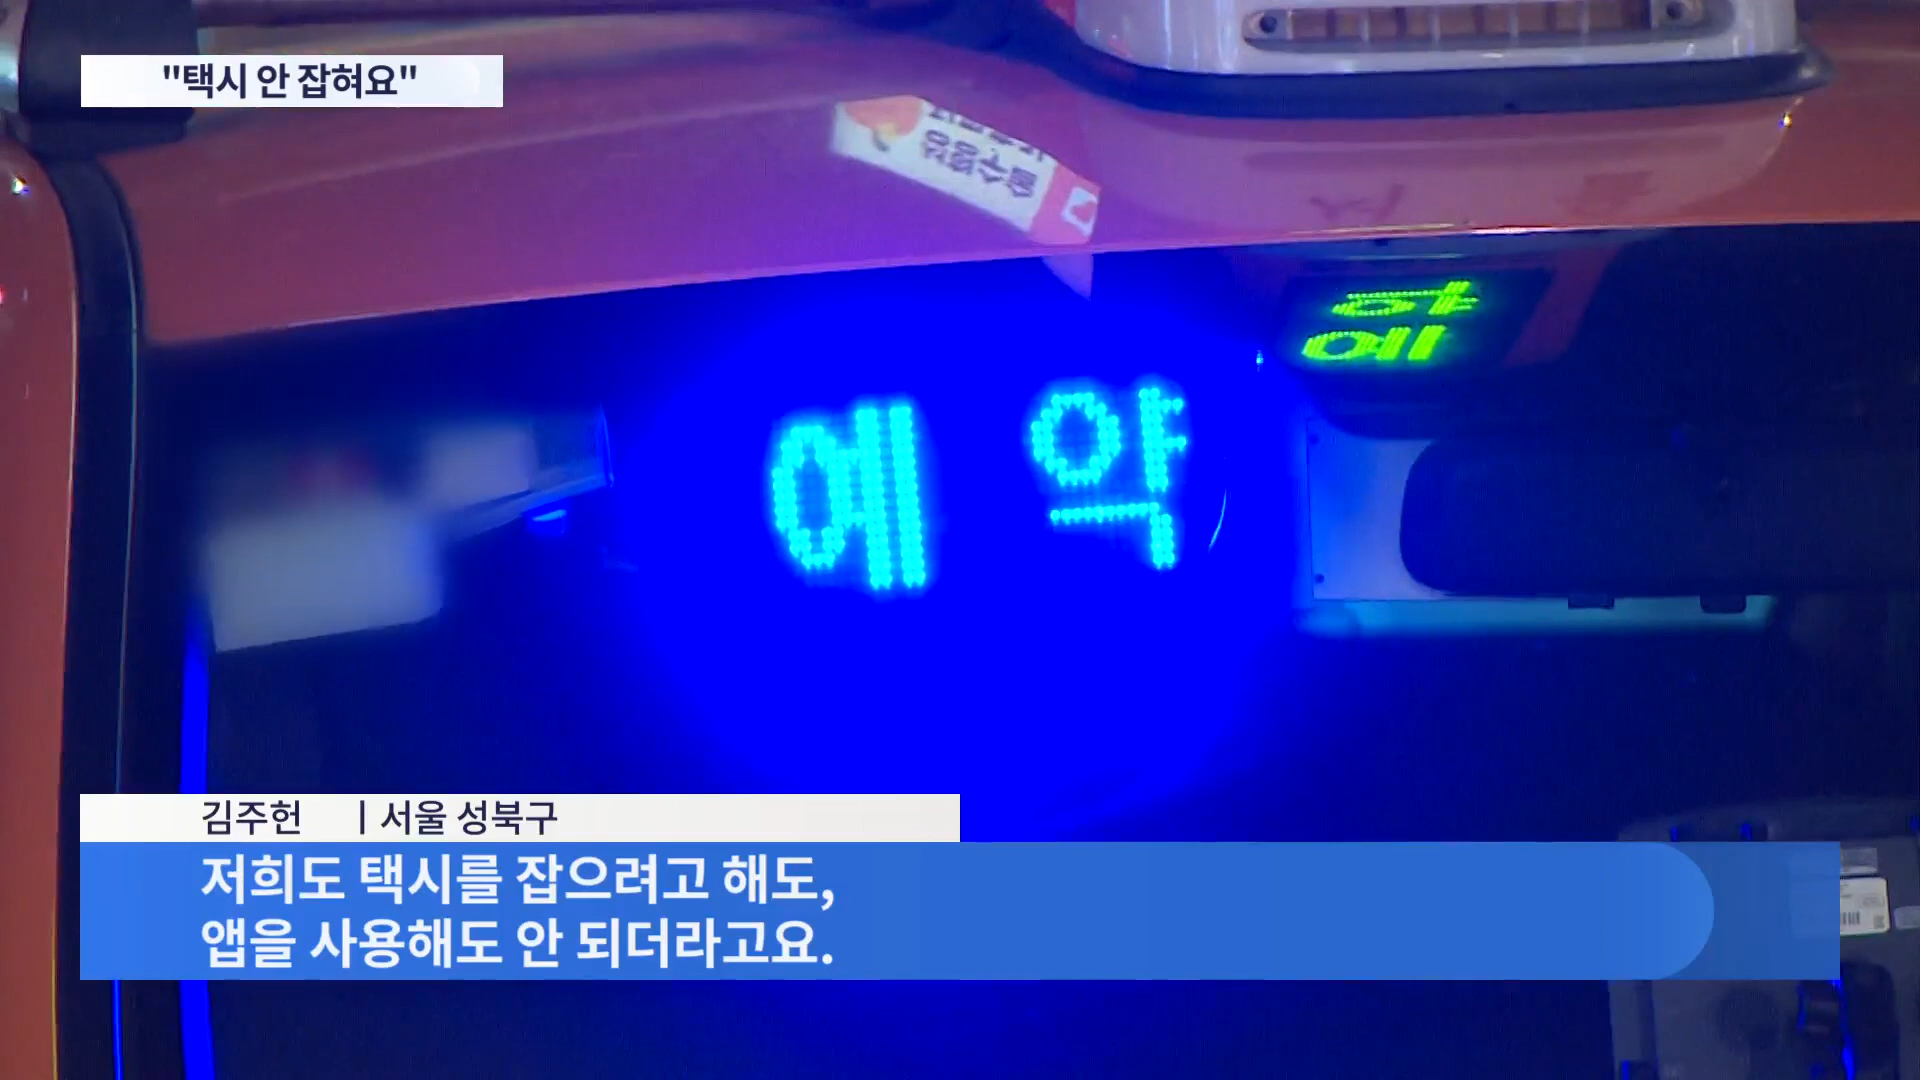 "택시 안 잡혀요"
예약
김주헌 | 서울 성북구
저희도 택시를 잡으려고 해도,
앱을 사용해도 안 되더라고요.